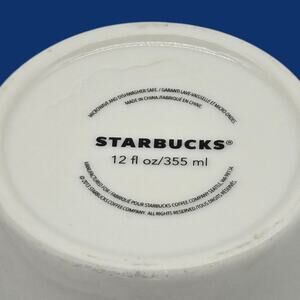 MICROWAVE AND DISHWASHER SAFE. / GARANTI LAVE-VAISSELLE ET MICRO-ONDES.
MADE IN CHINA./FABRIQUÉ EN CHINE.
STARBUCKS®
12 fl oz/355 ml
MANUFACTURED FOR / FABRIQUÉ POUR STARBUCKS COFFEE COMPANY SEATTLE, WA
©2013 STARBUCKS COFFEE COMPANY. ALL RIGHTS RESERVED./TOUS DROITS RÉSERVÉS.